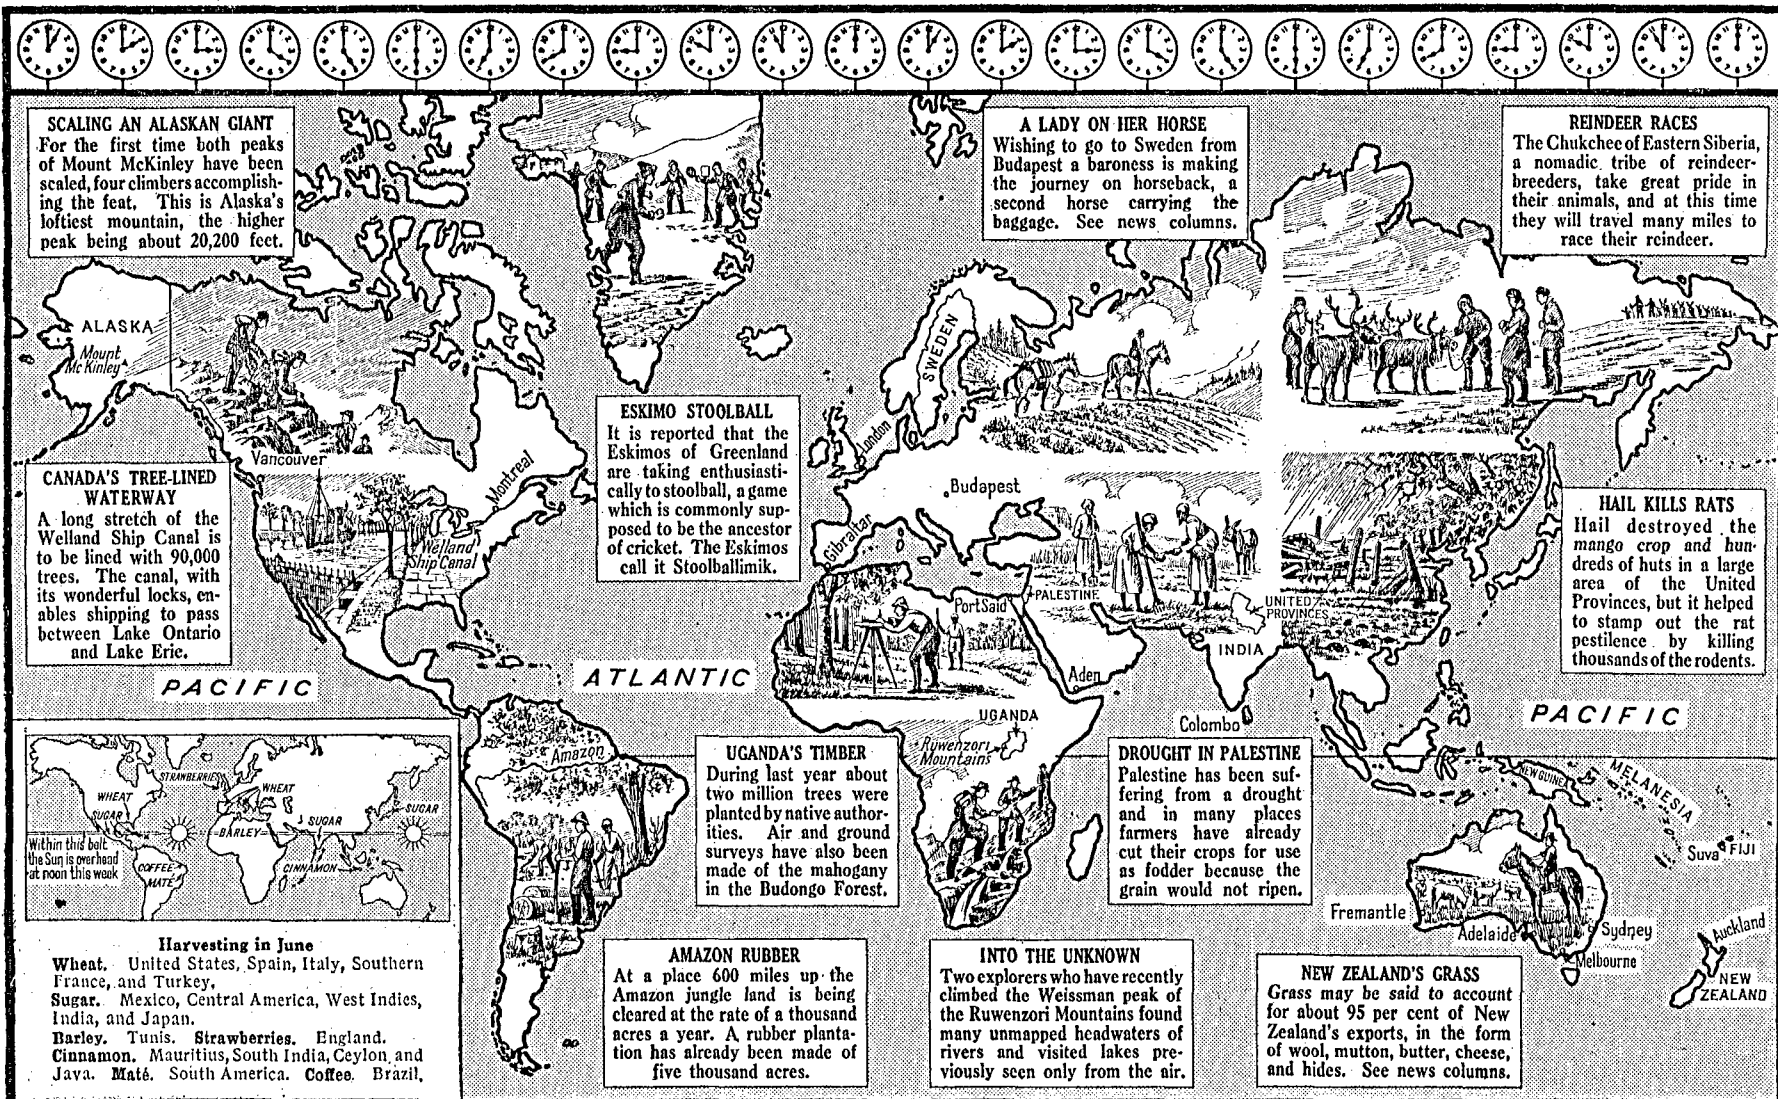 SCALING AN ALASKAN GIANT
For the first time both peaks
of Mount McKinley have been
scaled, four climbers accomplish-
ing the feat. This is Alaska's
loftiest mountain, the higher
peak being about 20,200 feet.
A LADY ON HER HORSE
Wishing to go to Sweden from
Budapest a baroness is making
the journey on horseback, a
second horse carrying the
baggage. See news columns.
REINDEER RACES
The Chukchee of Eastern Siberia,
a nomadic tribe of reindeer-
breeders, take great pride in
their animals, and at this time
they will travel many miles to
race their reindeer.
ALASKA
Mount
McKinley
SWEDEN
ESKIMO STOOLBALL
It is reported that the
Eskimos of Greenland
are taking enthusiasti-
cally to stoolball, a game
which is commonly sup-
posed to be the ancestor
of cricket. The Eskimos
call it Stoolballimik.
London
Vancouver
Montreal
CANADA'S TREE-LINED
WATERWAY
A long stretch of the
Welland Ship Canal is
to be lined with 90,000
trees. The canal, with
its wonderful locks, en-
ables shipping to pass
between Lake Ontario
and Lake Erie.
Welland
Ship Canal
Budapest
Gibraltar
HAIL KILLS RATS
Hail destroyed the
mango crop and hun-
dreds of huts in a large
area of the United
Provinces, but it helped
to stamp out the rat
pestilence by killing
thousands of the rodents.
Port Said
PALESTINE
UNITED
PROVINCES
INDIA
Aden
PACIFIC
ATLANTIC
Colombo
PACIFIC
UGANDA
Ruwenzori
Mountains
Amazon
UGANDA'S TIMBER
During last year about
two million trees were
planted by native author-
ities. Air and ground
surveys have also been
made of the mahogany
in the Budongo Forest.
DROUGHT IN PALESTINE
Palestine has been suf-
fering from a drought
and in many places
farmers have already
cut their crops for use
as fodder because the
grain would not ripen.
NEW GUINEA
MELANESIA
Suva
FIJI
Fremantle
Adelaide
Sydney
Melbourne
Auckland
NEW
ZEALAND
STRAWBERRIES
WHEAT
WHEAT
SUGAR
SUGAR
SUGAR
BARLEY
COFFEE
MATÉ
CINNAMON
Within this belt
the Sun is overhead
at noon this week
Harvesting in June
Wheat. United States, Spain, Italy, Southern
France, and Turkey.
Sugar. Mexico, Central America, West Indies,
India, and Japan.
Barley. Tunis. Strawberries. England.
Cinnamon. Mauritius, South India, Ceylon, and
Java. Maté. South America. Coffee. Brazil,
AMAZON RUBBER
At a place 600 miles up the
Amazon jungle land is being
cleared at the rate of a thousand
acres a year. A rubber planta-
tion has already been made of
five thousand acres.
INTO THE UNKNOWN
Two explorers who have recently
climbed the Weissman peak of
the Ruwenzori Mountains found
many unmapped headwaters of
rivers and visited lakes pre-
viously seen only from the air.
NEW ZEALAND'S GRASS
Grass may be said to account
for about 95 per cent of New
Zealand's exports, in the form
of wool, mutton, butter, cheese,
and hides. See news columns.